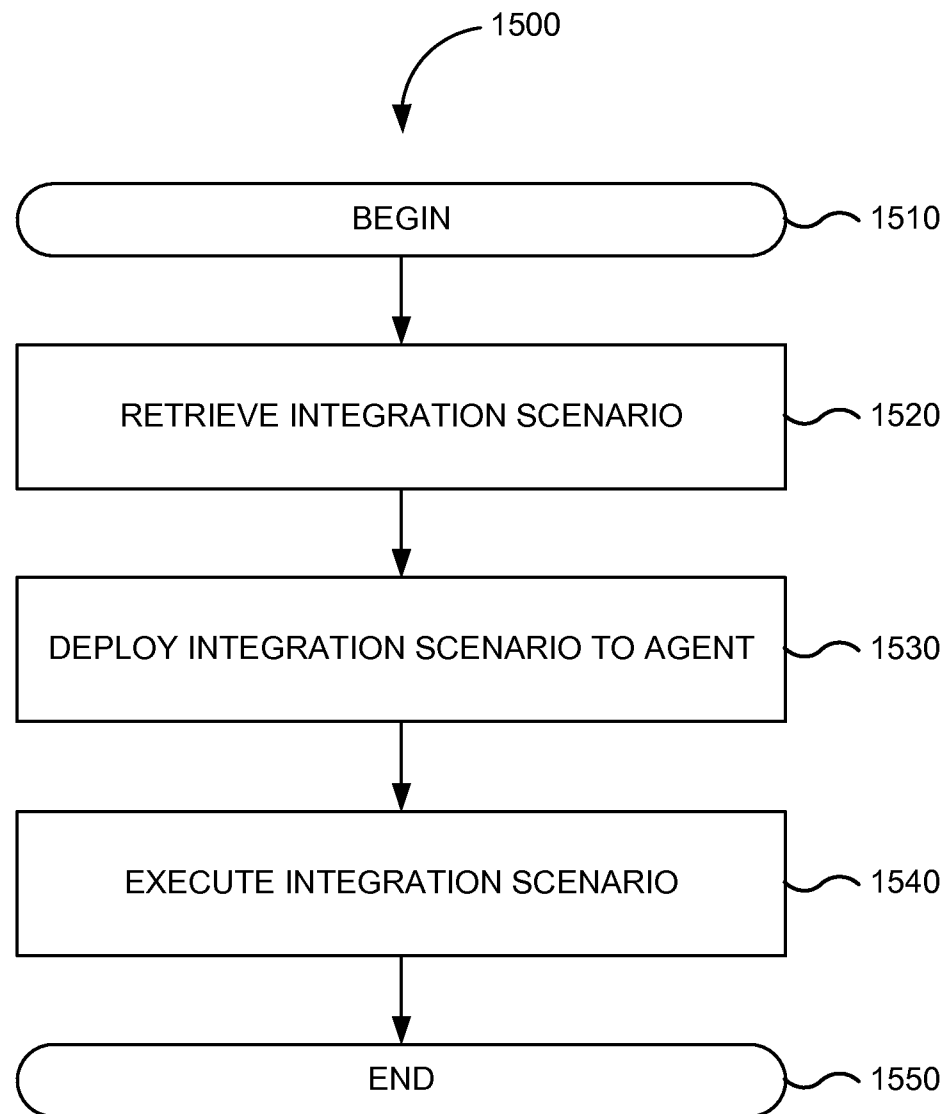 1500
BEGIN
1510
RETRIEVE INTEGRATION SCENARIO
1520
DEPLOY INTEGRATION SCENARIO TO AGENT
1530
EXECUTE INTEGRATION SCENARIO
1540
END
1550